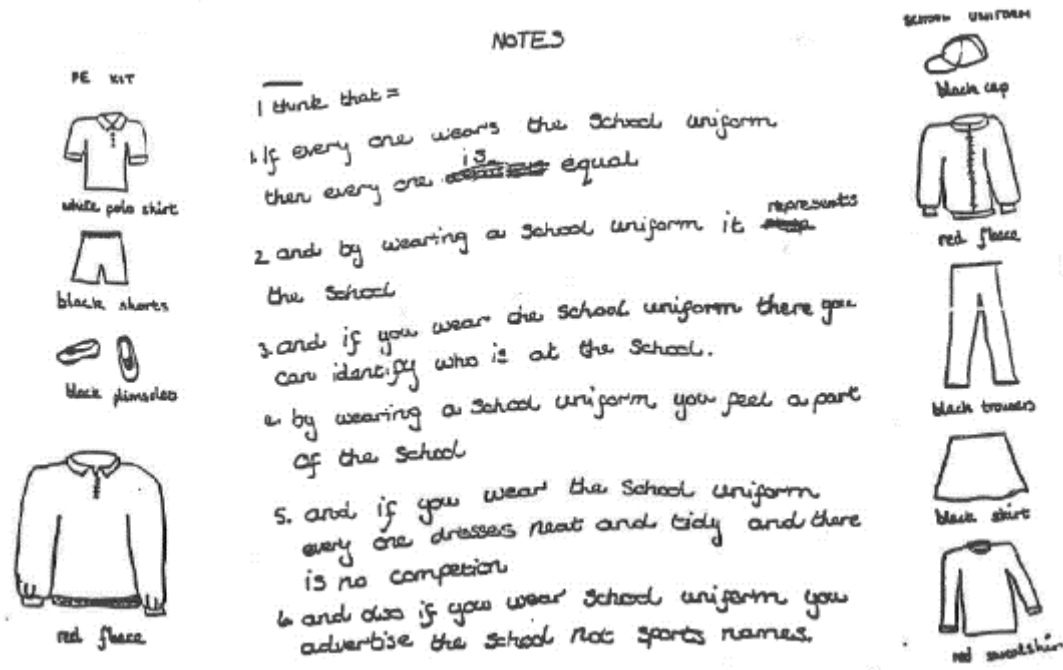 NOTES
PE KIT
white polo shirt
black shorts
black plimsoles
red fleece
I think that =
1. If every one wears the School uniform
then every one is equal
2 and by wearing a School uniform it represents
the School
3. and if you wear the School uniform there you
can identify who is at the School.
4. by wearing a School uniform you feel a part
of the School
5. and if you wear the School uniform
every one dresses neat and tidy and there
is no competion
6. and also if you wear School uniform you
advertise the School not sports names.
SCHOOL UNIFORM
black cap
red fleece
black trousers
black skirt
red sweatshirt